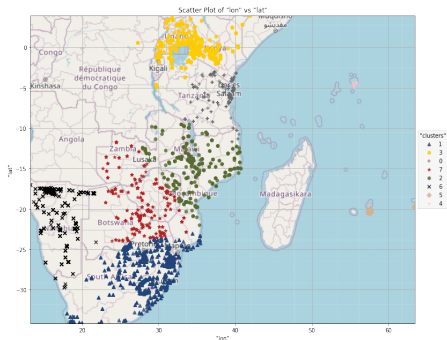 Scatter Plot of "lon" vs "lat"
Congo
République
démocratique
du Congo
Kinshasa
Kigali
Tanzania
Salaam
Angola
Zambia
Lusaka
Botswana
Madagasikara
"clusters"
1
3
0
7
2
6
5
4
0
−5
−10
−15
−20
−25
−30
20
30
40
50
60
"lat"
"lon"